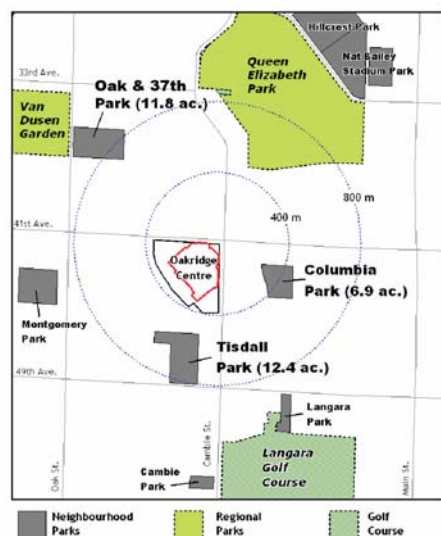 Hillcrest Park
Nat Bailey
Stadium Park
Queen
Elizabeth
Park
33rd Ave.
Oak & 37th
Park (11.8 ac.)
Van
Dusen
Garden
800 m
400 m
41st Ave.
Oakridge
Centre
Columbia
Park (6.9 ac.)
Montgomery
Park
Tisdall
Park (12.4 ac.)
49th Ave.
Langara
Park
Oak St.
Cambie St.
Main St.
Langara
Golf
Course
Cambie
Park
Neighbourhood
Parks
Regional
Parks
Golf
Course